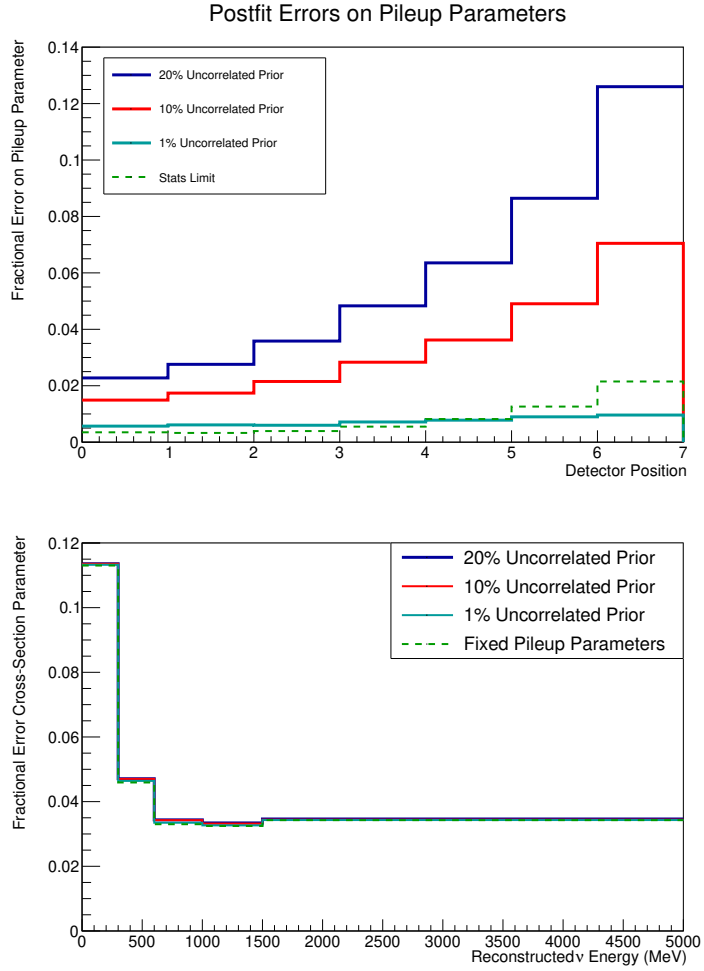 Postfit Errors on Pileup Parameters
Fractional Error on Pileup Parameter
0.14
0.12
0.1
0.08
0.06
0.04
0.02
0
20% Uncorrelated Prior
10% Uncorrelated Prior
1% Uncorrelated Prior
Stats Limit
0 1 2 3 4 5 6 7
Detector Position
Fractional Error Cross-Section Parameter
0.12
0.1
0.08
0.06
0.04
0.02
0
20% Uncorrelated Prior
10% Uncorrelated Prior
1% Uncorrelated Prior
Fixed Pileup Parameters
0 500 1000 1500 2000 2500 3000 3500 4000 4500 5000
Reconstructed ν Energy (MeV)